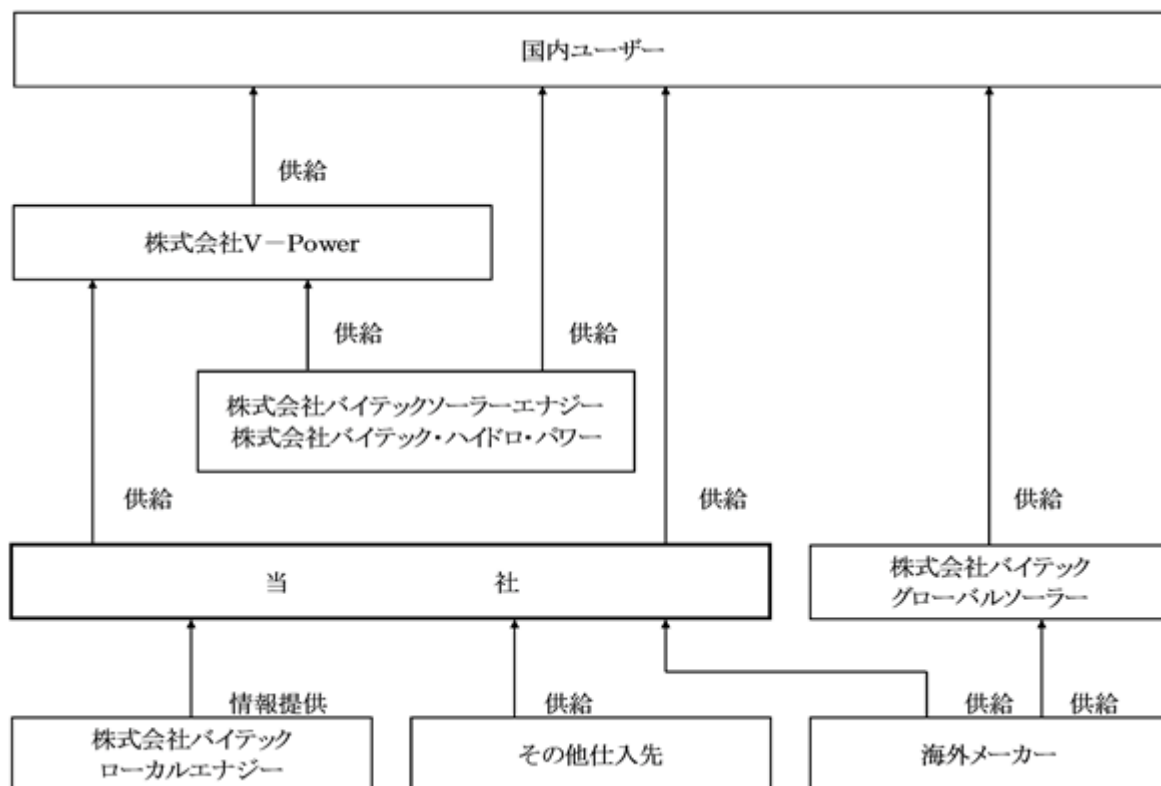 国内ユーザー
供給
株式会社V－Power
供給
供給
株式会社バイテックソーラーエナジー
株式会社バイテック・ハイドロ・パワー
供給
供給
供給
当　　　社
株式会社バイテック
グローバルソーラー
情報提供
供給
供給
供給
株式会社バイテック
ローカルエナジー
その他仕入先
海外メーカー